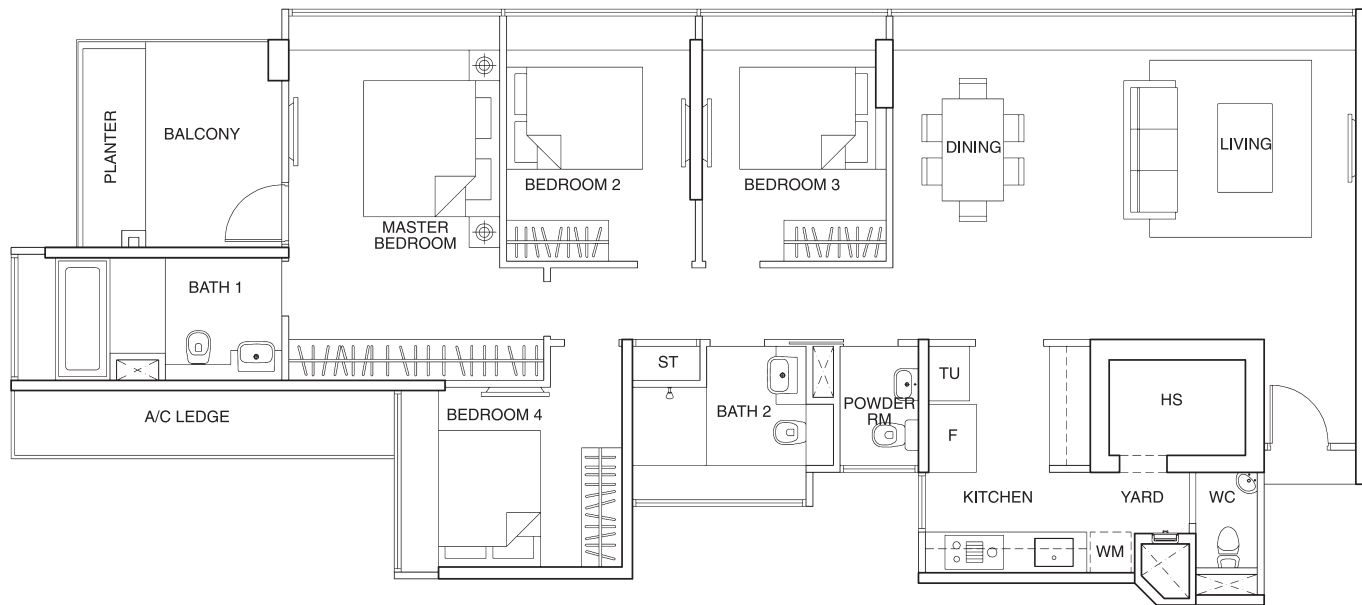 PLANTER
BALCONY
MASTER
BEDROOM
BEDROOM 2
BEDROOM 3
DINING
LIVING
BATH 1
A/C LEDGE
BEDROOM 4
ST
BATH 2
POWDER
RM
TU
F
HS
KITCHEN
YARD
WC
WM